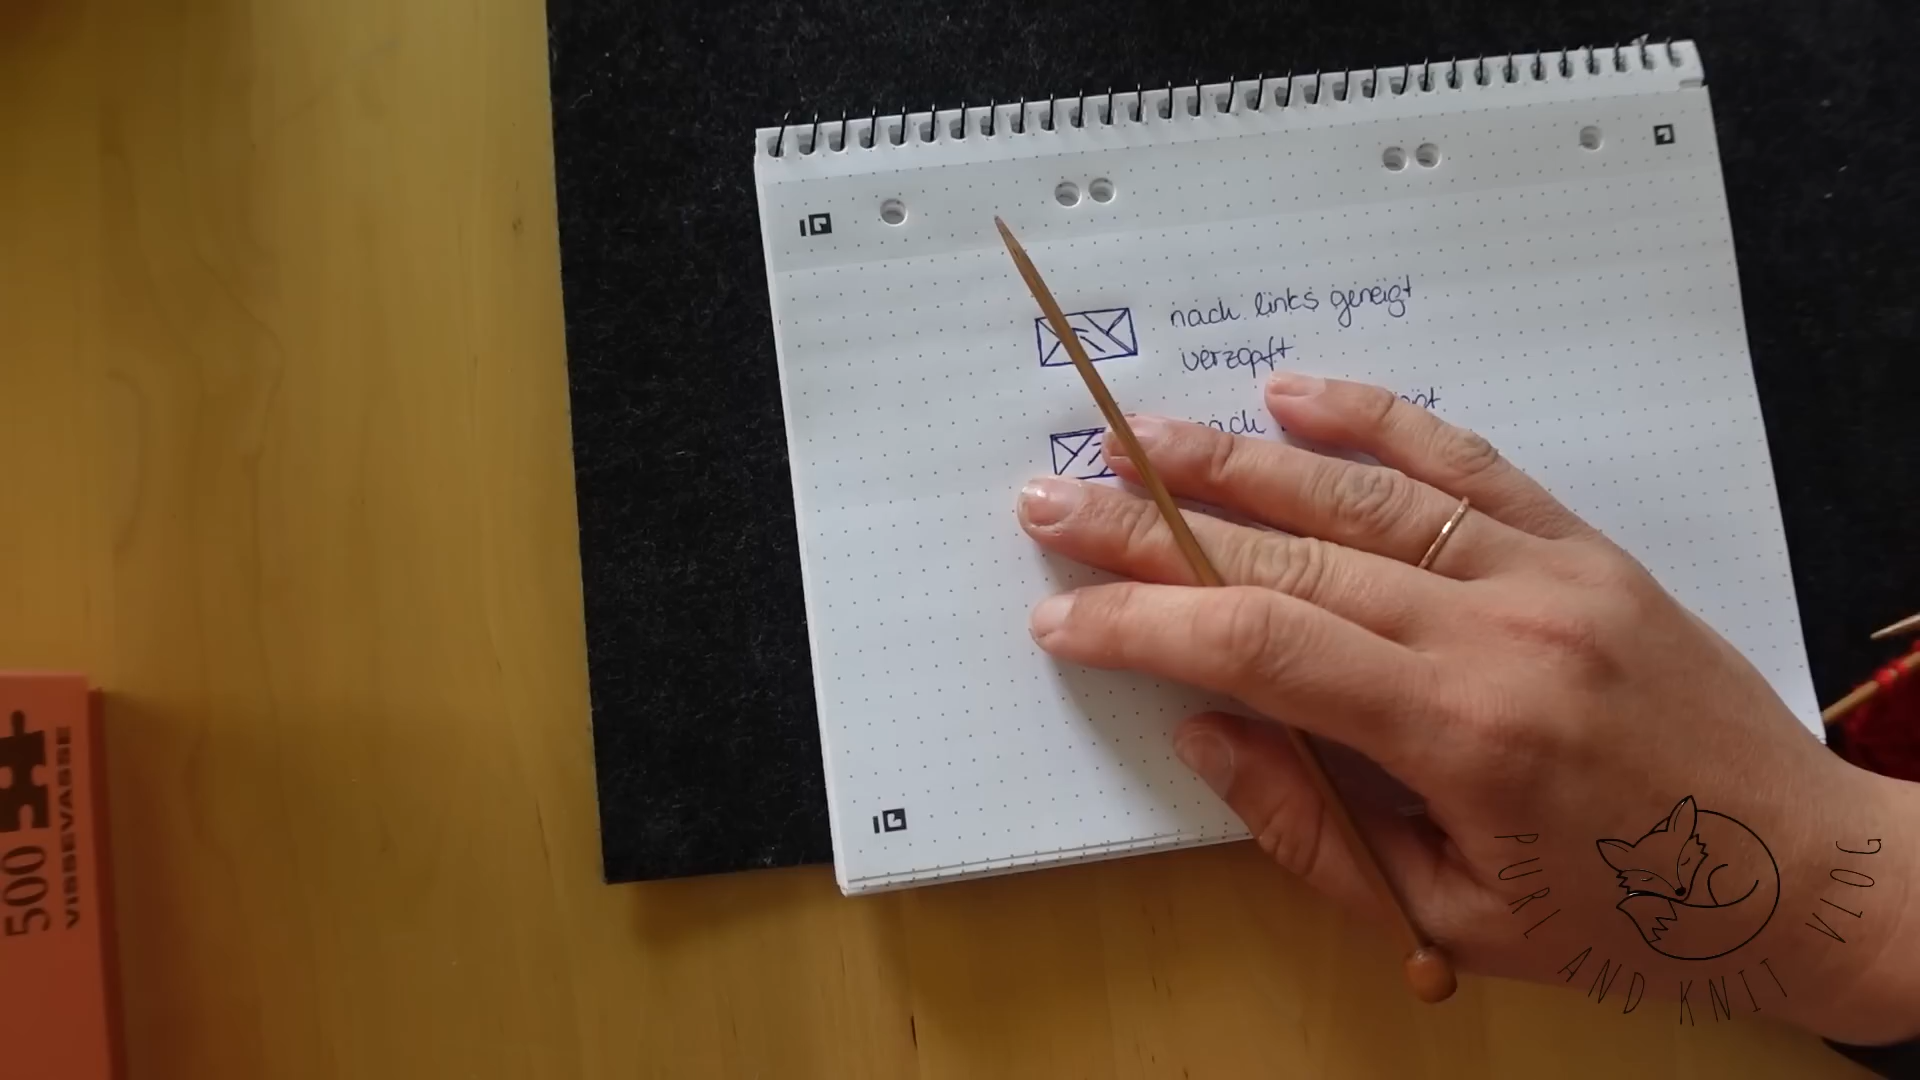 nach links geneigt
verzopft
nach
500
VISSEVASSE
PURL AND KNIT VLOG